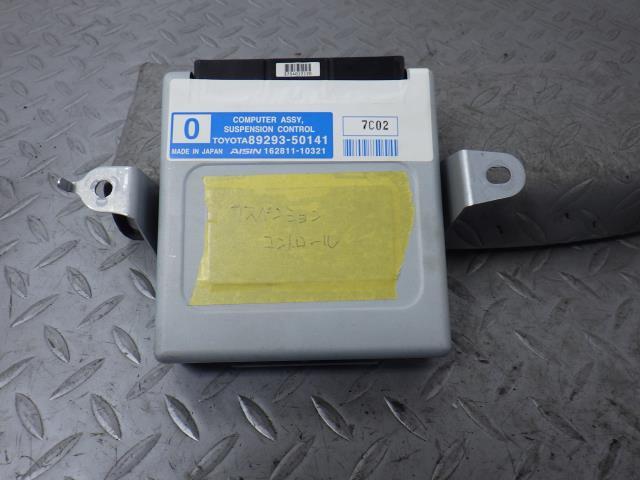 0
COMPUTER ASSY,
SUSPENSION CONTROL
TOYOTA 89293-50141
MADE IN JAPAN AISIN 162811-10321
7C02
サスペンション
コントロール